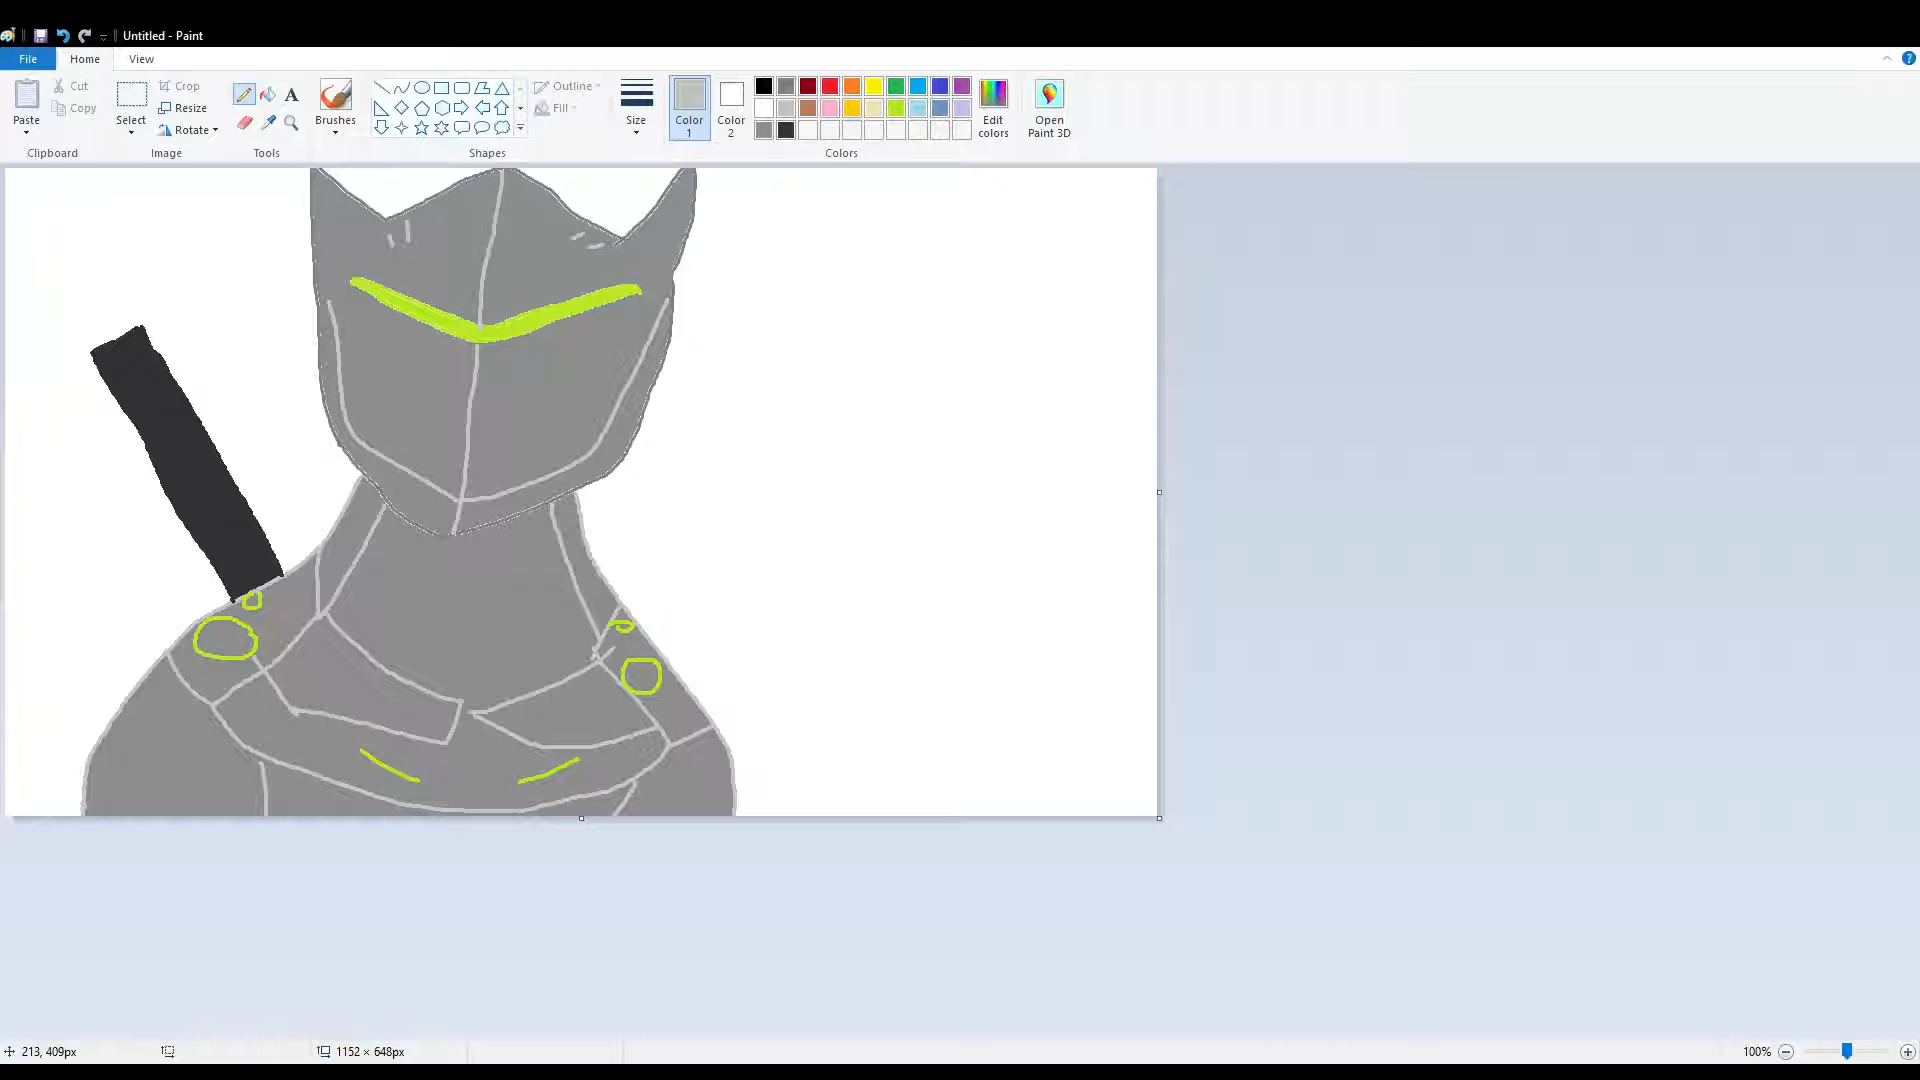 Untitled - Paint
File Home View
Paste
Cut
Copy
Clipboard
Select
Crop
Resize
Rotate
Image
A
Tools
Brushes
Shapes
Outline
Fill
Size
Color 1
Color 2
Edit colors
Open Paint 3D
Colors
213, 409px
1152 × 648px
100%